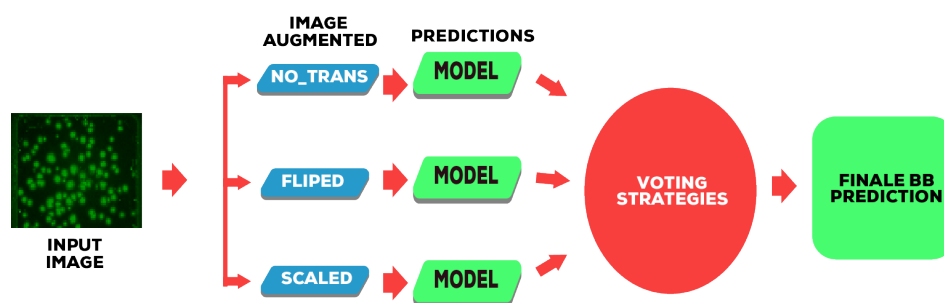 IMAGE
AUGMENTED
PREDICTIONS
NO_TRANS
MODEL
FLIPED
MODEL
VOTING
STRATEGIES
FINALE BB
PREDICTION
INPUT
IMAGE
SCALED
MODEL